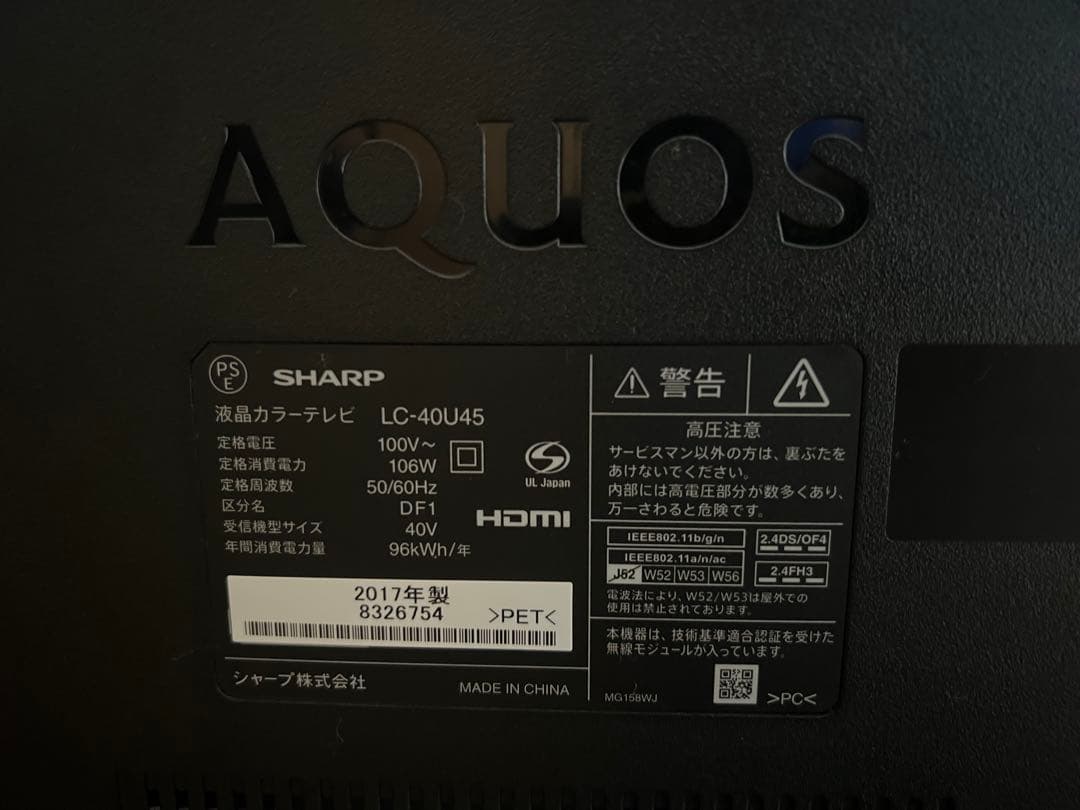 AQUOS
PS
E
SHARP
液晶カラーテレビ LC-40U45
定格電圧 100V~
定格消費電力 106W
定格周波数 50/60Hz
区分名 DF1
受信機型サイズ 40V
年間消費電力量 96kWh/年
UL Japan
HDMI
2017年製
8326754 >PET<
シャープ株式会社 MADE IN CHINA
警告
高圧注意
サービスマン以外の方は、裏ぶたを
あけないでください。
内部には高電圧部分が数多くあり、
万一さわると危険です。
IEEE802.11b/g/n
IEEE802.11a/n/ac
J52 W52 W53 W56
2.4DS/OF4
2.4FH3
電波法により、W52/W53は屋外での
使用は禁止されております。
本機器は、技術基準適合認証を受けた
無線モジュールが入っています。
MG158WJ >PC<